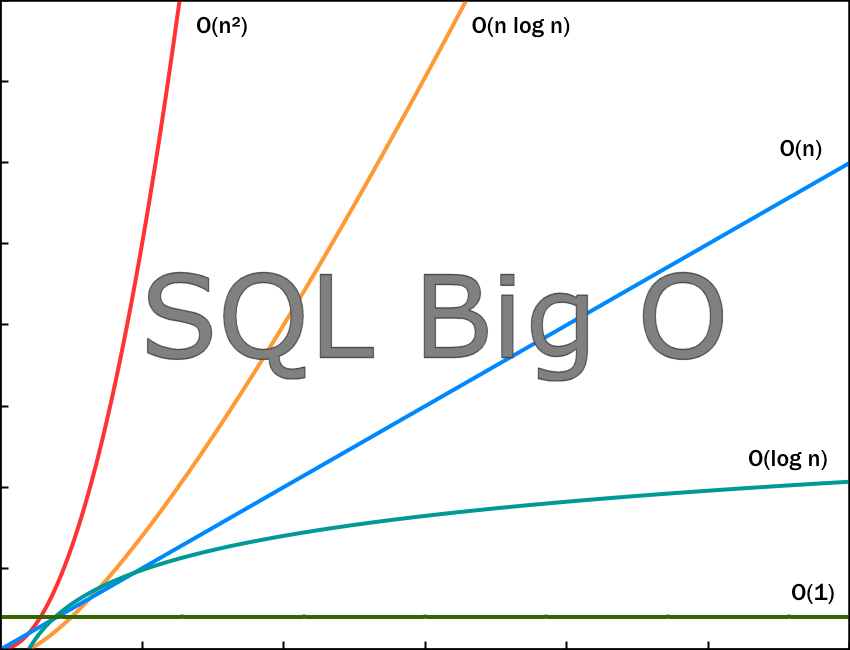 O(n²)
O(n log n)
O(n)
SQL Big O
O(log n)
O(1)